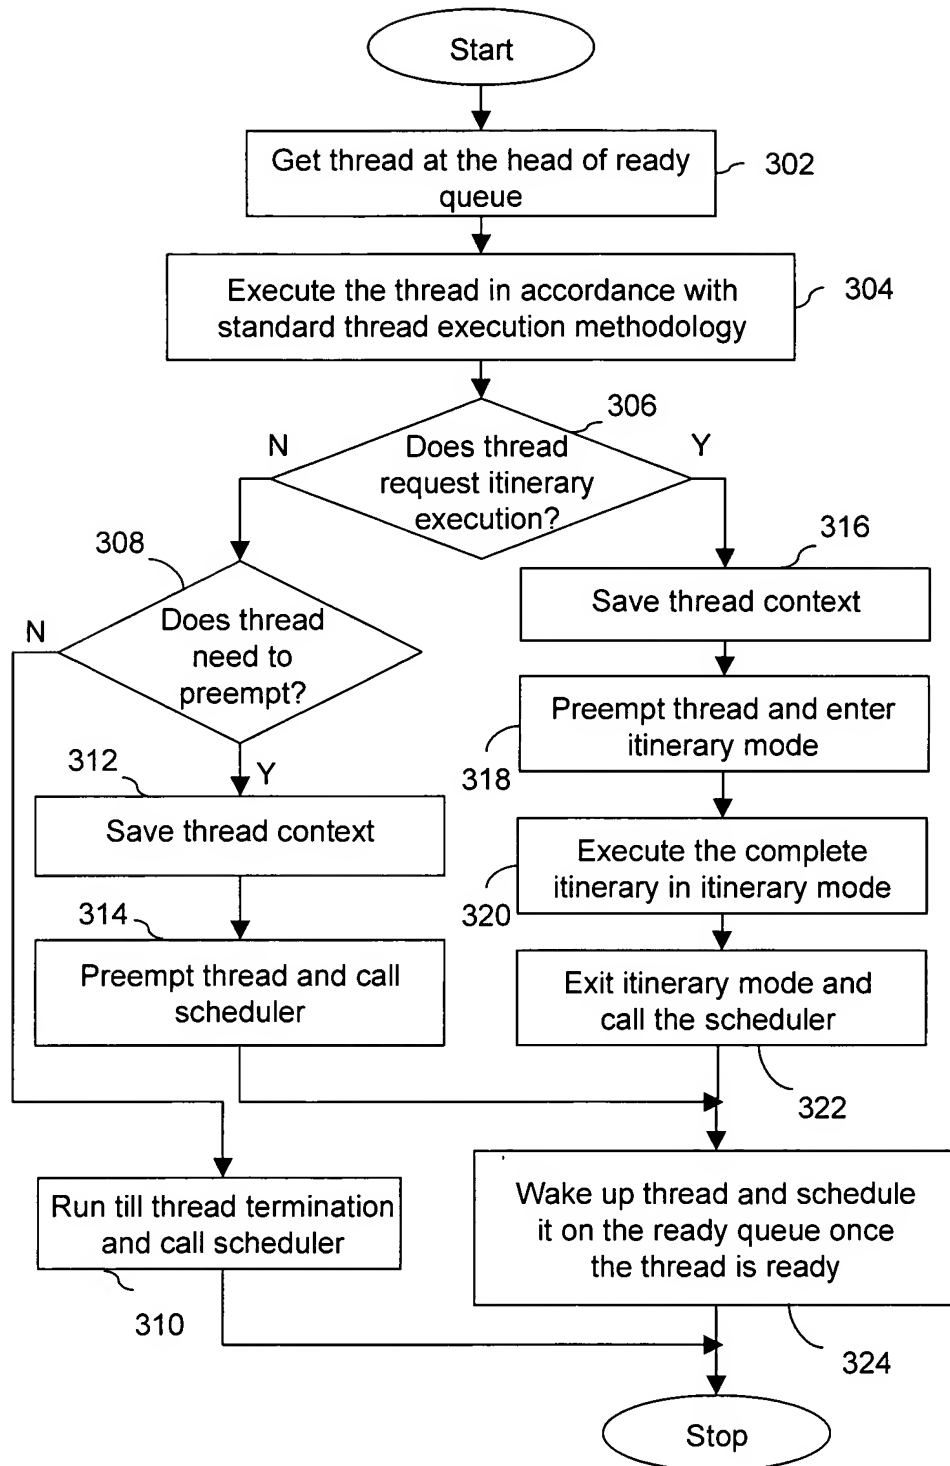 Start
Get thread at the head of ready
queue
302
Execute the thread in accordance with
standard thread execution methodology
304
306
N
Does thread
request itinerary
execution?
Y
308
316
N
Does thread
need to
preempt?
Save thread context
Preempt thread and enter
itinerary mode
318
312
Y
Save thread context
Execute the complete
itinerary in itinerary mode
320
314
Preempt thread and call
scheduler
Exit itinerary mode and
call the scheduler
322
Run till thread termination
and call scheduler
310
Wake up thread and schedule
it on the ready queue once
the thread is ready
324
Stop